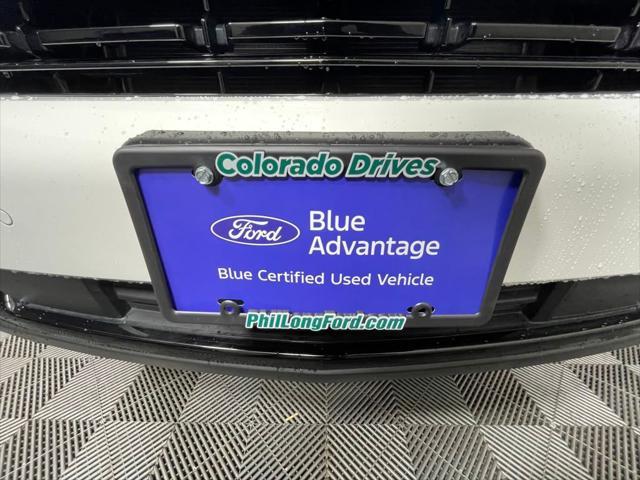 Colorado Drives
Ford
Blue
Advantage
Blue Certified Used Vehicle
PhilLongFord.com